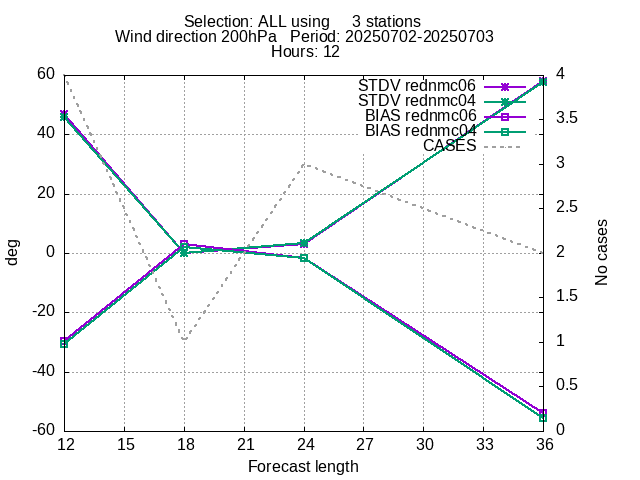 Selection: ALL using     3 stations
Wind direction 200hPa   Period: 20250702-20250703
Hours: 12
STDV rednmc06
STDV rednmc04
BIAS rednmc06
BIAS rednmc04
CASES
60
40
20
0
-20
-40
-60
deg
4
3.5
3
2.5
2
1.5
1
0.5
0
No cases
12 15 18 21 24 27 30 33 36
Forecast length